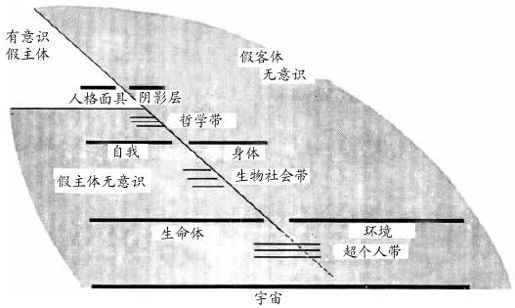 有意识
假主体
假客体
无意识
人格面具 阴影层
哲学带
自我 身体
假主体无意识 生物社会带
生命体 环境
超个人带
宇宙